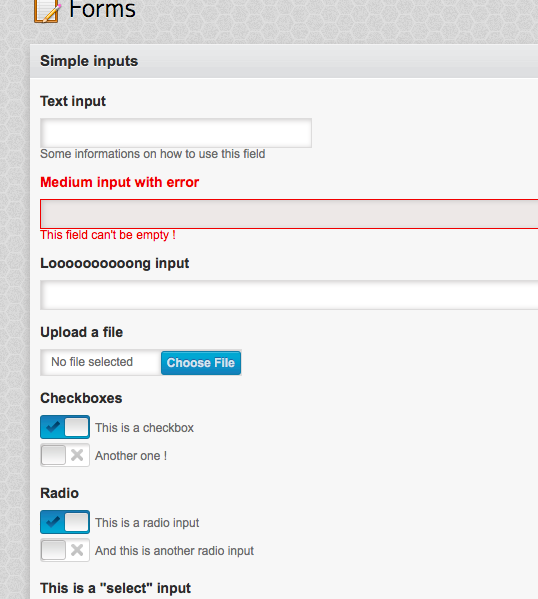 Forms
Simple inputs
Text input
Some informations on how to use this field
Medium input with error
This field can't be empty !
Loooooooooong input
Upload a file
No file selected Choose File
Checkboxes
This is a checkbox
Another one !
Radio
This is a radio input
And this is another radio input
This is a "select" input